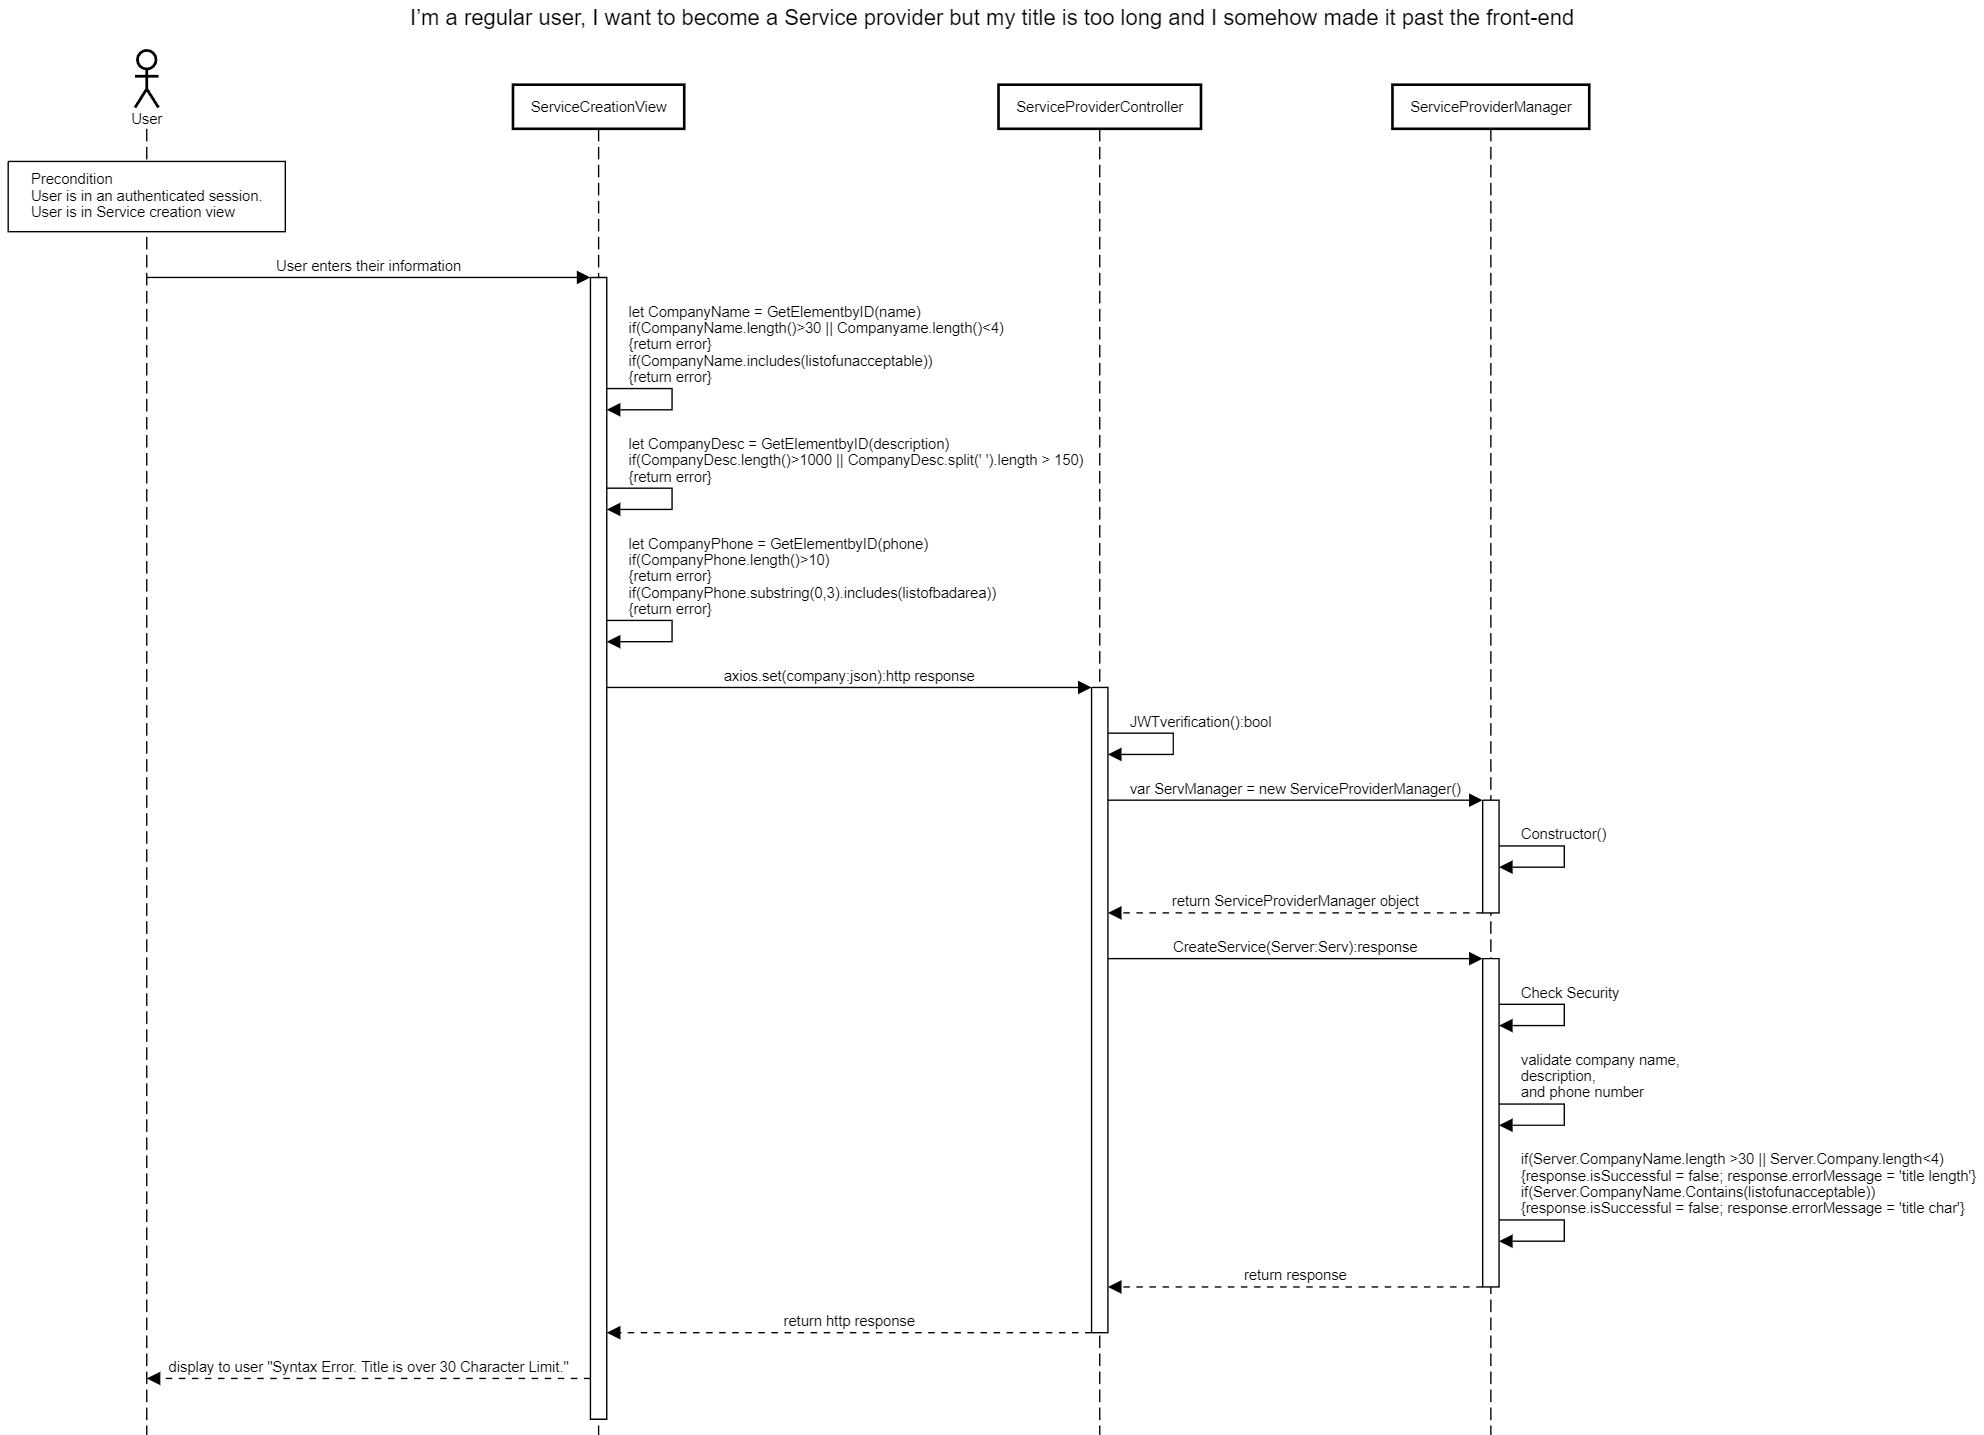 I'm a regular user, I want to become a Service provider but my title is too long and I somehow made it past the front-end
User
ServiceCreationView
ServiceProviderController
ServiceProviderManager
Precondition
User is in an authenticated session.
User is in Service creation view
User enters their information
let CompanyName = GetElementbyID(name)
if(CompanyName.length()>30 || Companyame.length()<4)
{return error}
if(CompanyName.includes(listofunacceptable))
{return error}
let CompanyDesc = GetElementbyID(description)
if(CompanyDesc.length()>1000 || CompanyDesc.split(' ').length > 150)
{return error}
let CompanyPhone = GetElementbyID(phone)
if(CompanyPhone.length()>10)
{return error}
if(CompanyPhone.substring(0,3).includes(listofbadarea))
{return error}
axios.set(company:json):http response
JWTverification():bool
var ServManager = new ServiceProviderManager()
Constructor()
return ServiceProviderManager object
CreateService(Server:Serv):response
Check Security
validate company name,
description,
and phone number
if(Server.CompanyName.length >30 || Server.Company.length<4)
{response.isSuccessful = false; response.errorMessage = 'title length'}
if(Server.CompanyName.Contains(listofunacceptable))
{response.isSuccessful = false; response.errorMessage = 'title char'}
return response
return http response
display to user "Syntax Error. Title is over 30 Character Limit."